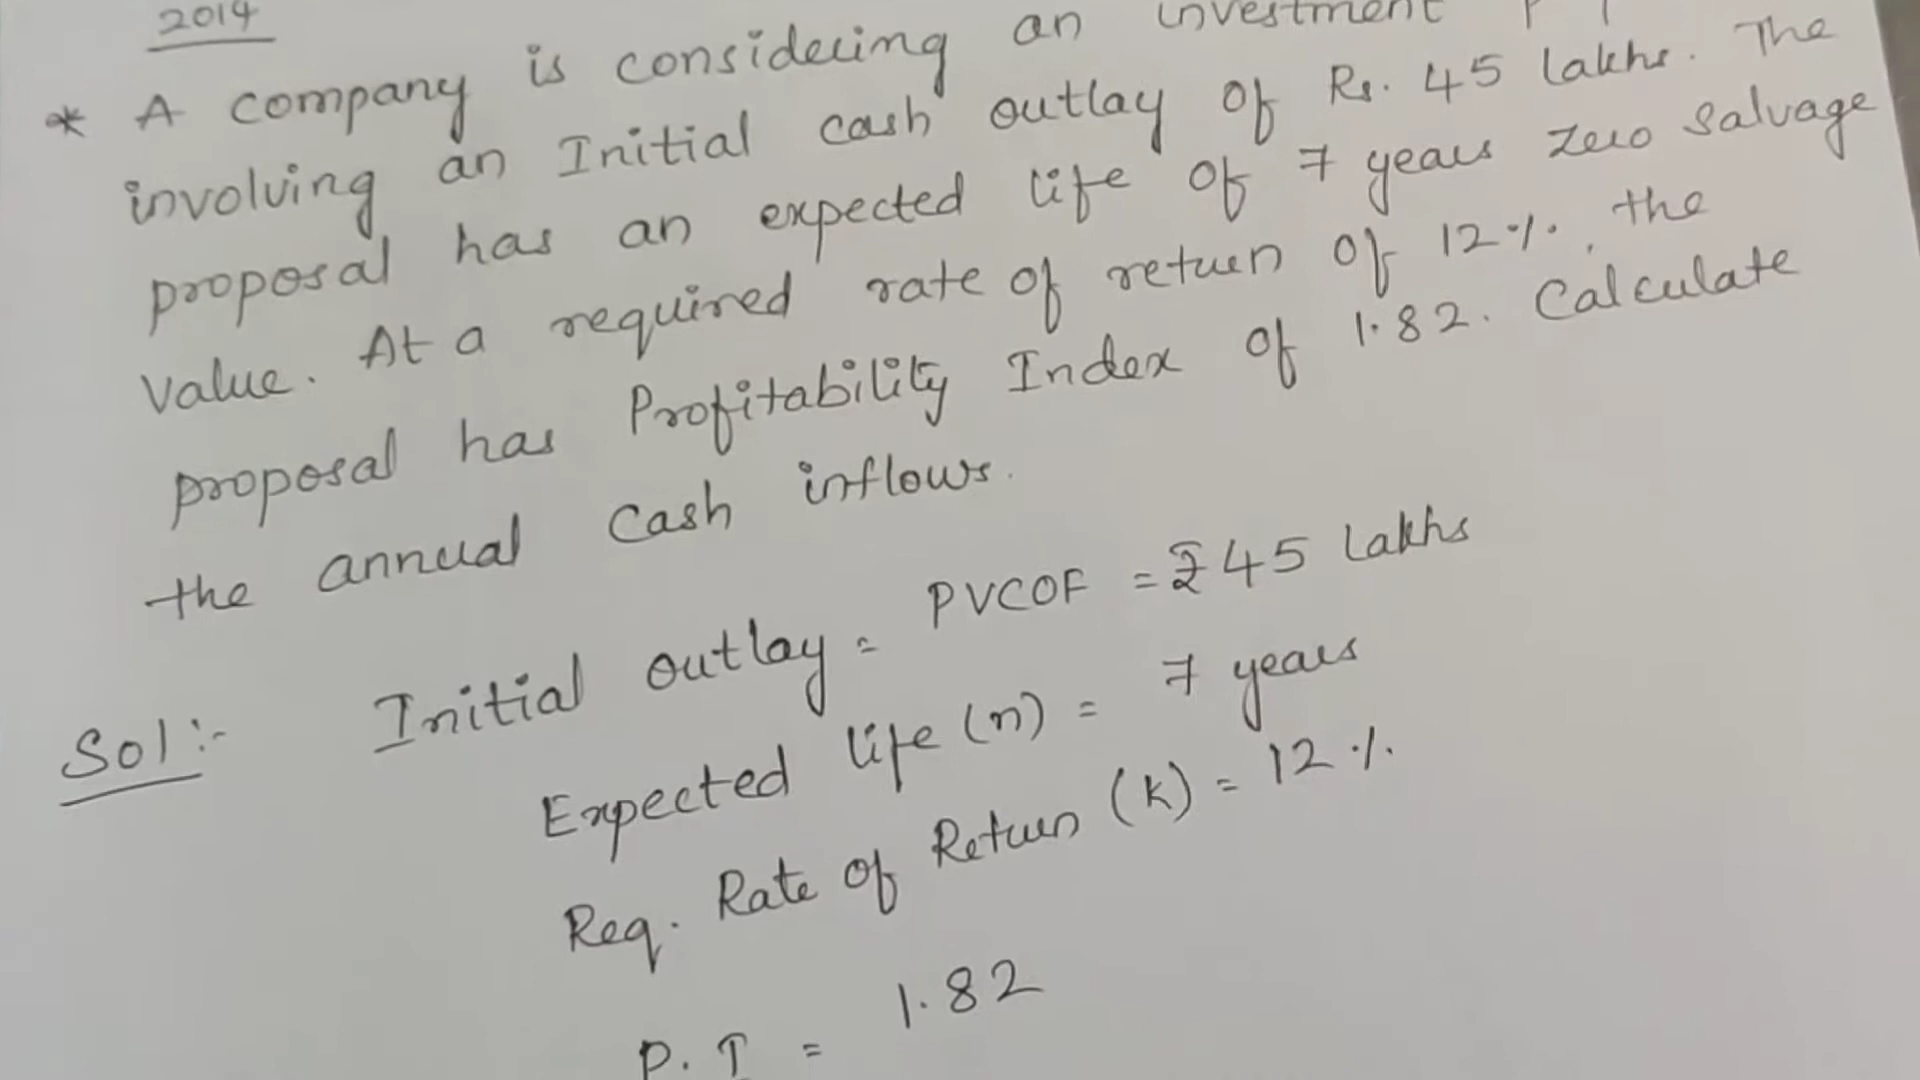 2014
* A company is considering an investment
involving an Initial cash outlay of Rs. 45 lakhs. The
proposal has an expected life of 7 years zero salvage
value. At a required rate of return of 12%, the
proposal has Profitability Index of 1.82. Calculate
the annual cash inflows.
Sol:- Initial outlay = PVCOF = ₹45 Lakhs
Expected life (n) = 7 years
Req. Rate of Return (K) = 12%
P. I = 1.82